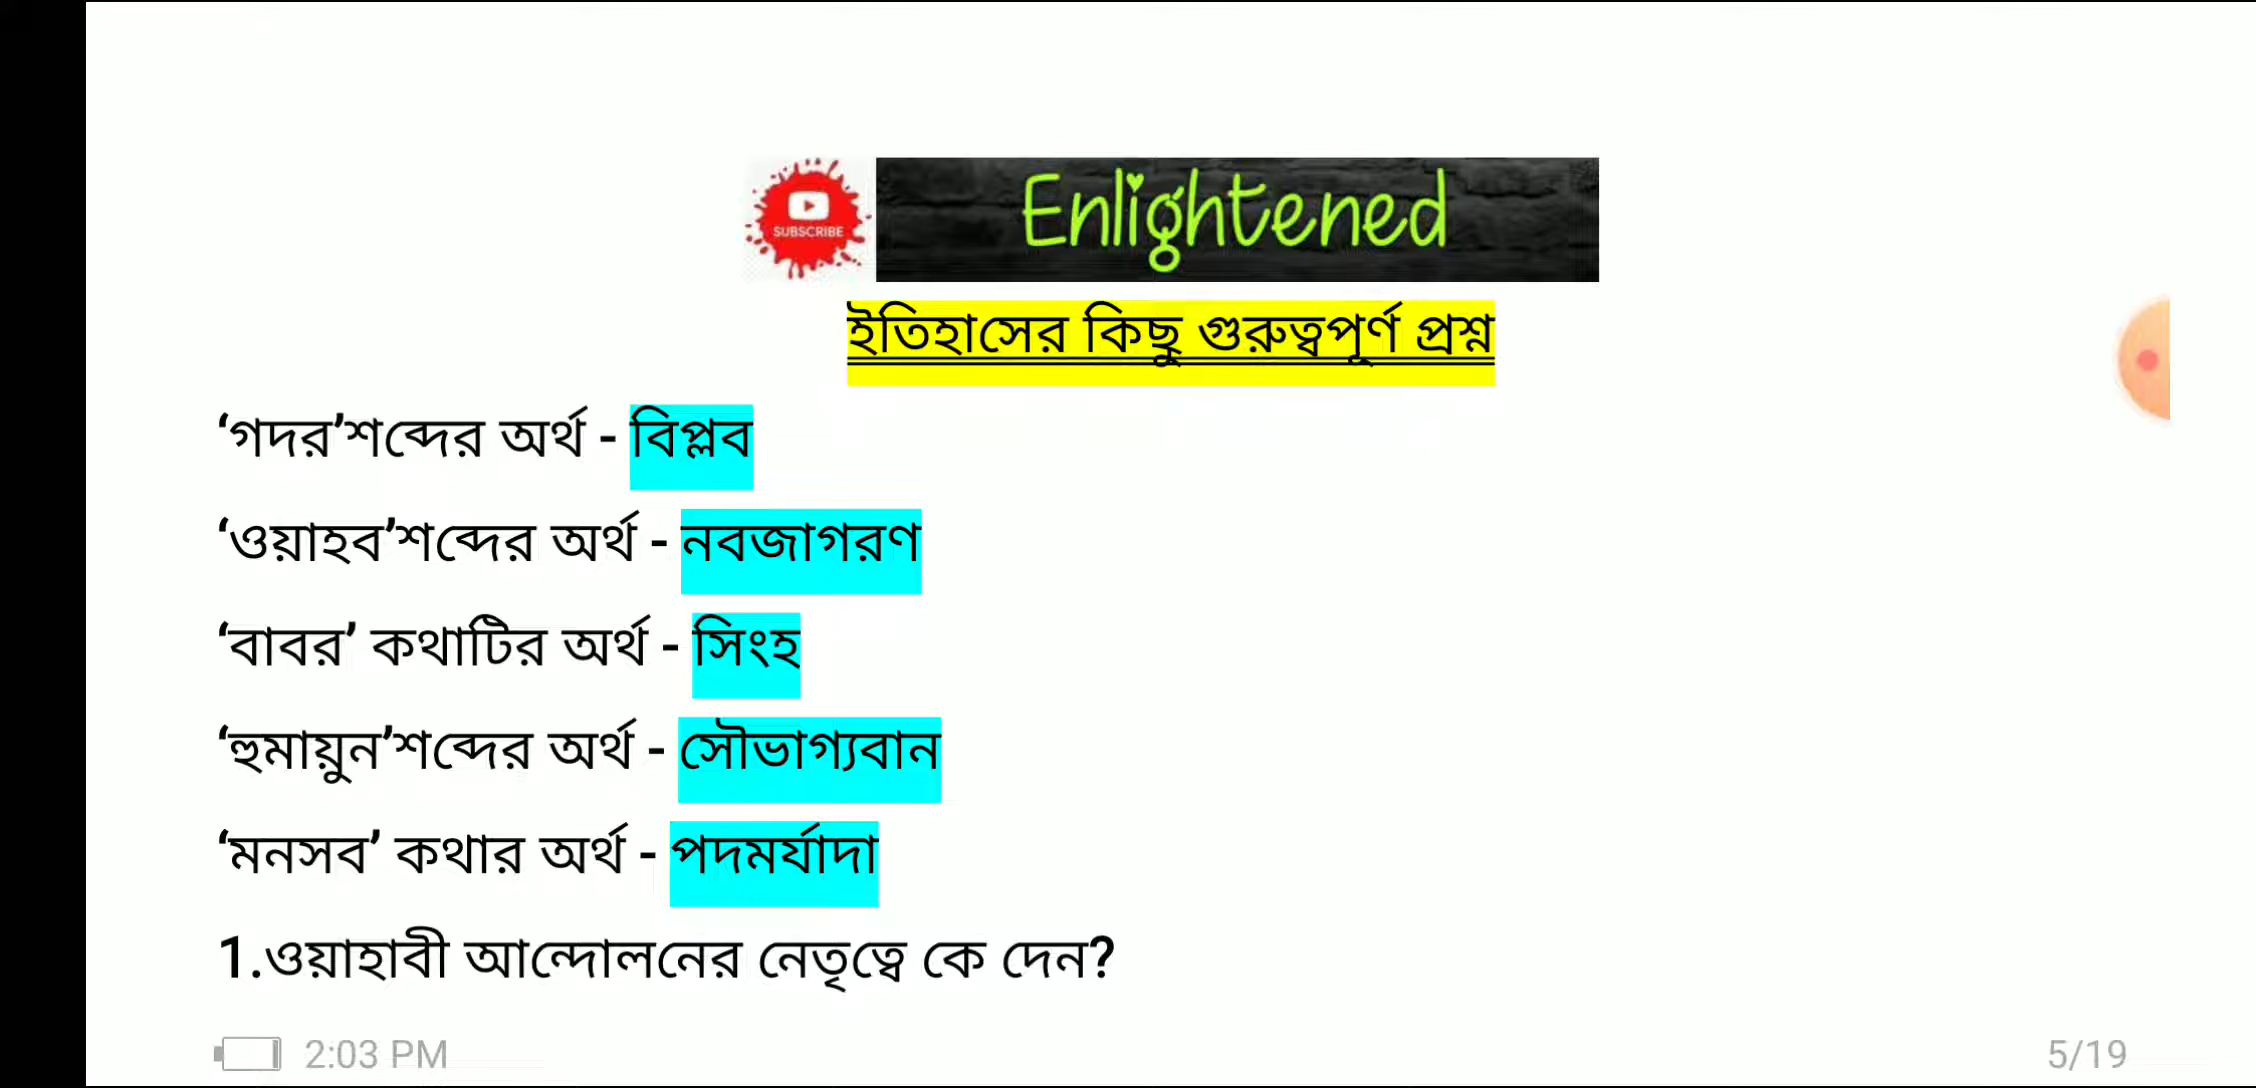 SUBSCRIBE
Enlightened
ইতিহাসের কিছু গুরুত্বপূর্ণ প্রশ্ন
‘গদর’শব্দের অর্থ - বিপ্লব
‘ওয়াহব’শব্দের অর্থ - নবজাগরণ
‘বাবর’ কথাটির অর্থ - সিংহ
‘হুমায়ুন’শব্দের অর্থ - সৌভাগ্যবান
‘মনসব’ কথার অর্থ - পদমর্যাদা
1.ওয়াহাবী আন্দোলনের নেতৃত্বে কে দেন?
2:03 PM
5/19